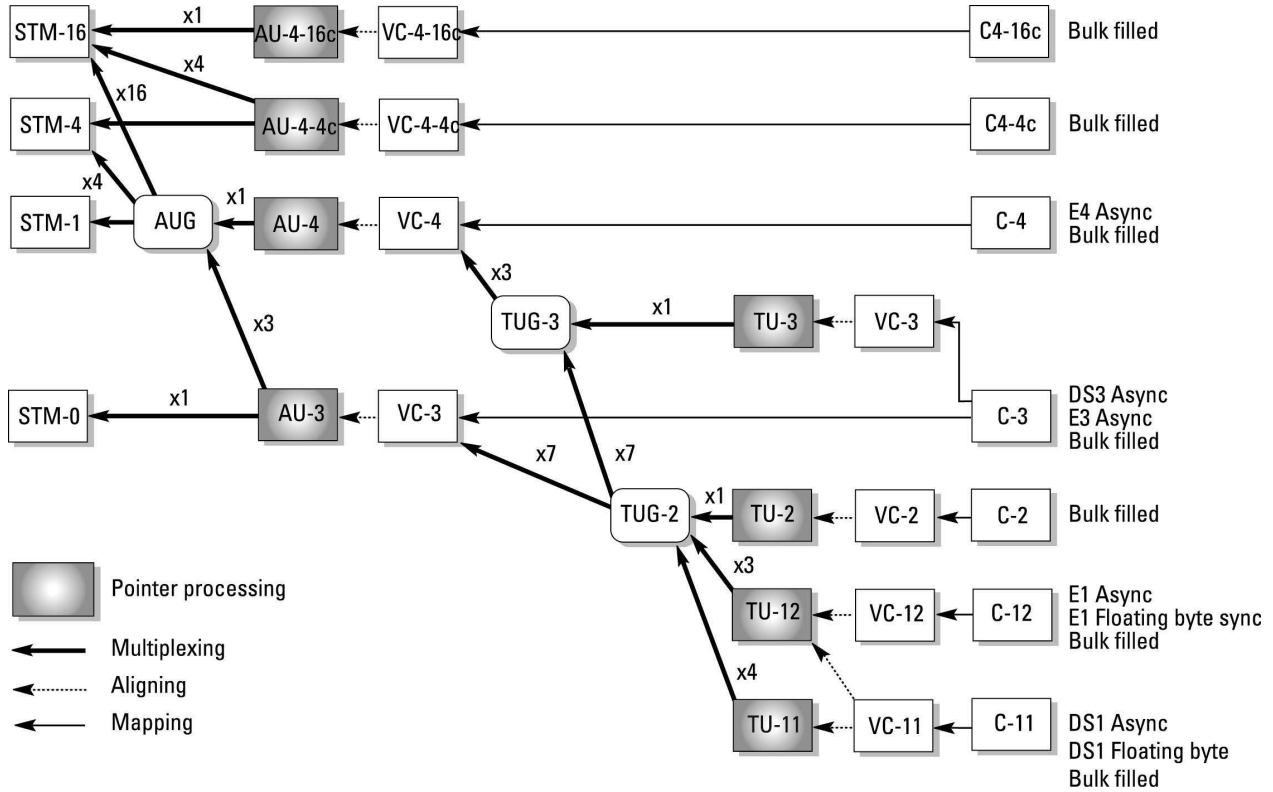 x1
STM-16
AU-4-16c
VC-4-16c
C4-16c
Bulk filled
x4
x16
STM-4
AU-4-4c
VC-4-4c
C4-4c
Bulk filled
x4
x1
STM-1
AUG
AU-4
VC-4
C-4
E4 Async
Bulk filled
x3
x1
TUG-3
TU-3
VC-3
x3
x1
STM-0
AU-3
VC-3
C-3
DS3 Async
E3 Async
Bulk filled
x7
x7
x1
TUG-2
TU-2
VC-2
C-2
Bulk filled
x3
Pointer processing
TU-12
VC-12
C-12
E1 Async
E1 Floating byte sync
Bulk filled
Multiplexing
x4
Aligning
Mapping
TU-11
VC-11
C-11
DS1 Async
DS1 Floating byte
Bulk filled